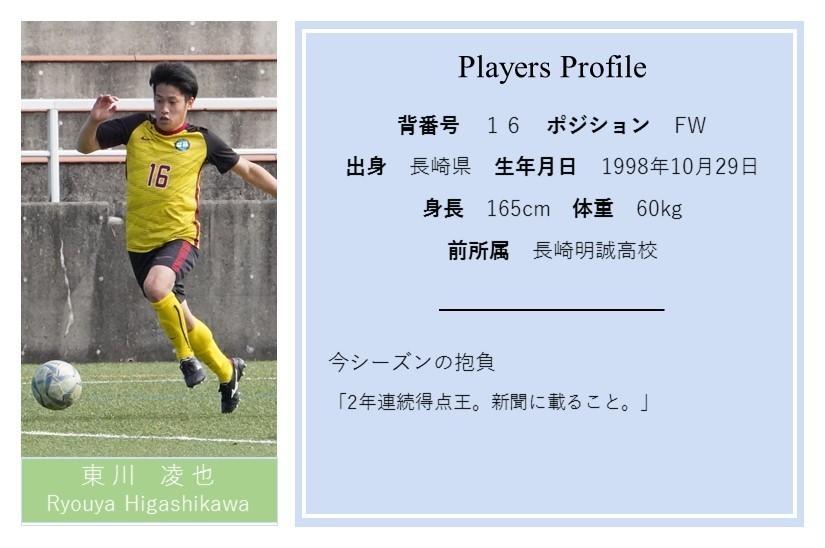 16
東川 凌也
Ryouya Higashikawa
Players Profile
背番号 １６ ポジション FW
出身 長崎県 生年月日 1998年10月29日
身長 165cm 体重 60kg
前所属 長崎明誠高校
今シーズンの抱負
「2年連続得点王。新聞に載ること。」